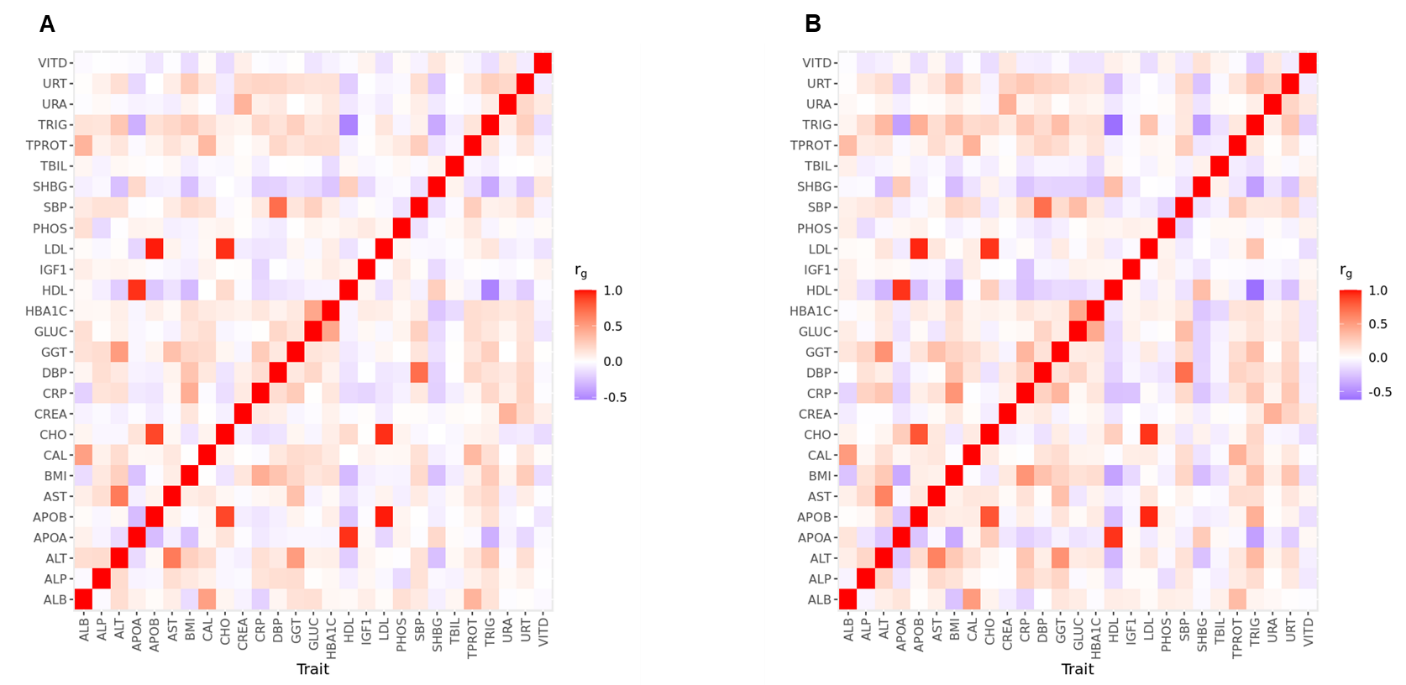 A
VITD
URT
URA
TRIG
TPROT
TBIL
SHBG
SBP
PHOS
LDL
IGF1
HDL
HBA1C
GLUC
GGT
DBP
CRP
CREA
CHO
CAL
BMI
AST
APOB
APOA
ALT
ALP
ALB
ALB ALP ALT APOA APOB AST BMI CAL CHO CREA CRP DBP GGT GLUC HBA1C HDL IGF1 LDL PHOS SBP SHBG TBIL TPROT TRIG URA URT VITD
Trait
rg
1.0
0.5
0.0
-0.5
B
VITD
URT
URA
TRIG
TPROT
TBIL
SHBG
SBP
PHOS
LDL
IGF1
HDL
HBA1C
GLUC
GGT
DBP
CRP
CREA
CHO
CAL
BMI
AST
APOB
APOA
ALT
ALP
ALB
ALB ALP ALT APOA APOB AST BMI CAL CHO CREA CRP DBP GGT GLUC HBA1C HDL IGF1 LDL PHOS SBP SHBG TBIL TPROT TRIG URA URT VITD
Trait
rg
1.0
0.5
0.0
-0.5